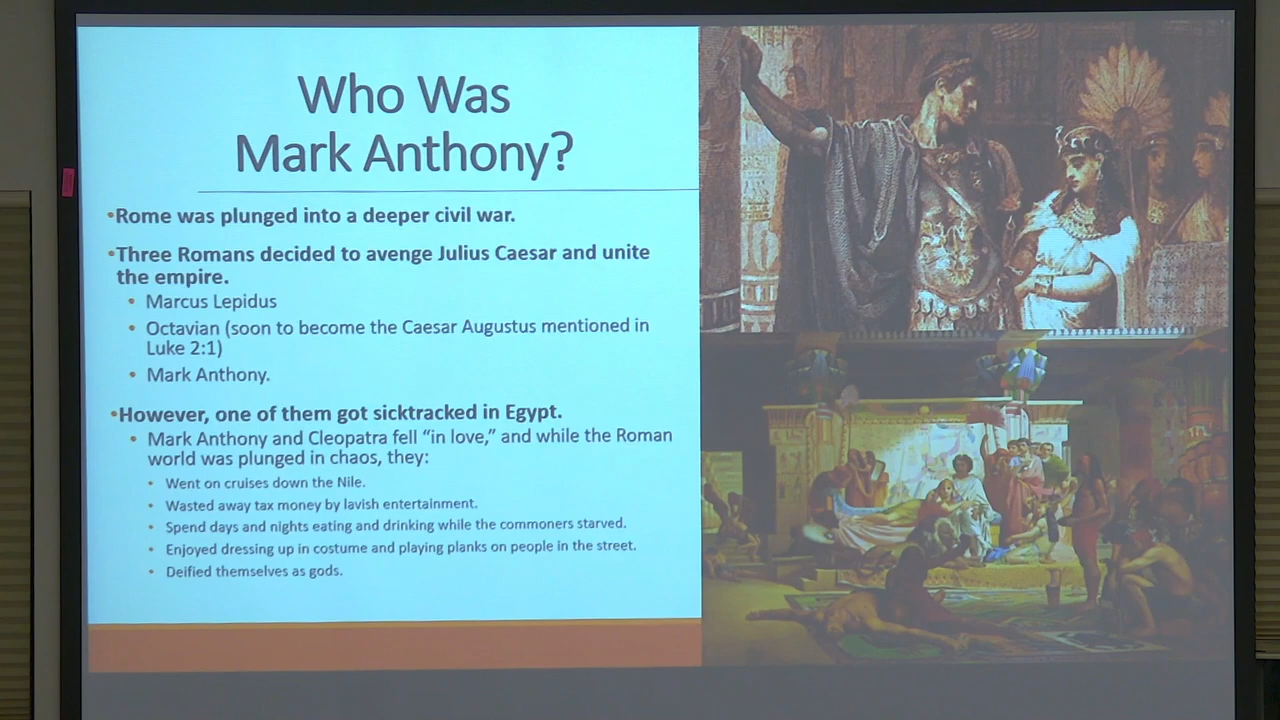 Who Was
Mark Anthony?
•Rome was plunged into a deeper civil war.
•Three Romans decided to avenge Julius Caesar and unite
the empire.
• Marcus Lepidus
• Octavian (soon to become the Caesar Augustus mentioned in
Luke 2:1)
• Mark Anthony.
•However, one of them got sicktracked in Egypt.
• Mark Anthony and Cleopatra fell “in love,” and while the Roman
world was plunged in chaos, they:
• Went on cruises down the Nile.
• Wasted away tax money by lavish entertainment.
• Spend days and nights eating and drinking while the commoners starved.
• Enjoyed dressing up in costume and playing planks on people in the street.
• Deified themselves as gods.